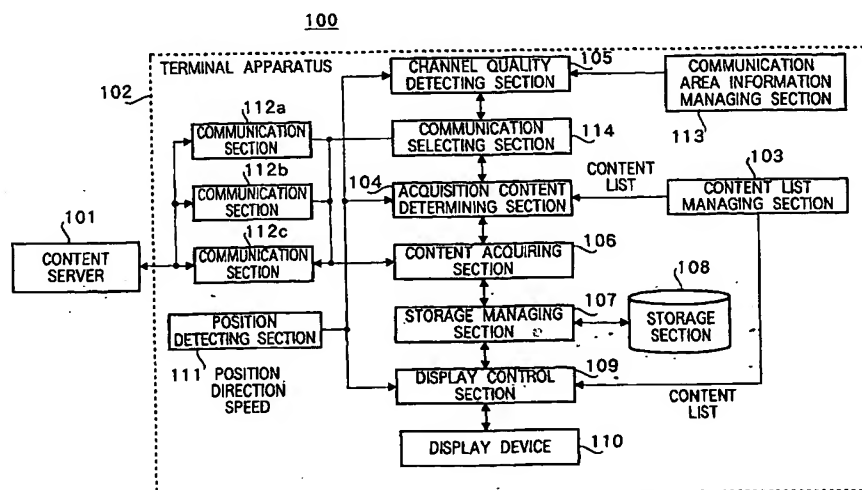 100
TERMINAL APPARATUS
102
105
CHANNEL QUALITY
DETECTING SECTION
COMMUNICATION
AREA INFORMATION
MANAGING SECTION
113
112a
COMMUNICATION
SECTION
COMMUNICATION
SELECTING SECTION
114
112b
COMMUNICATION
SECTION
104
ACQUISITION CONTENT
DETERMINING SECTION
CONTENT
LIST
103
CONTENT LIST
MANAGING SECTION
101
CONTENT
SERVER
112c
COMMUNICATION
SECTION
106
CONTENT ACQUIRING
SECTION
107
STORAGE MANAGING
SECTION
108
STORAGE
SECTION
POSITION
DETECTING SECTION
111
POSITION
DIRECTION
SPEED
109
DISPLAY CONTROL
SECTION
CONTENT
LIST
DISPLAY DEVICE
110